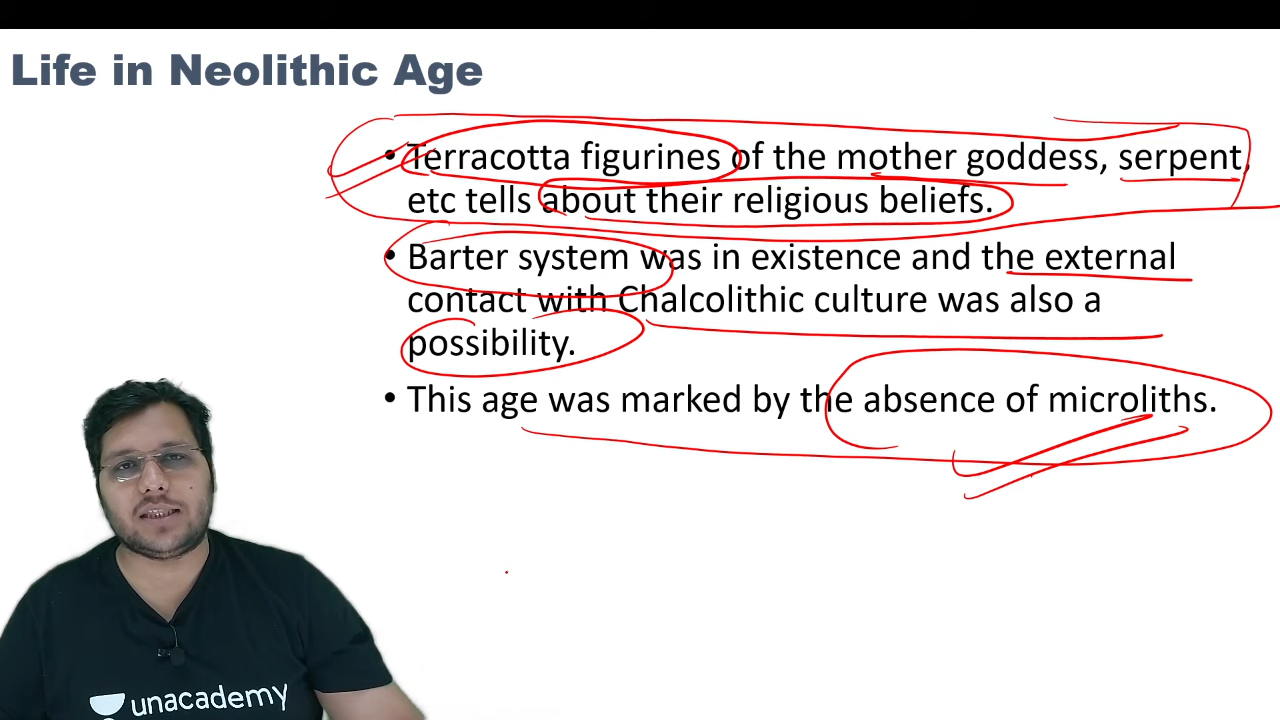 Life in Neolithic Age
• Terracotta figurines of the mother goddess, serpent,
etc tells about their religious beliefs.
• Barter system was in existence and the external
contact with Chalcolithic culture was also a
possibility.
• This age was marked by the absence of microliths.
unacademy